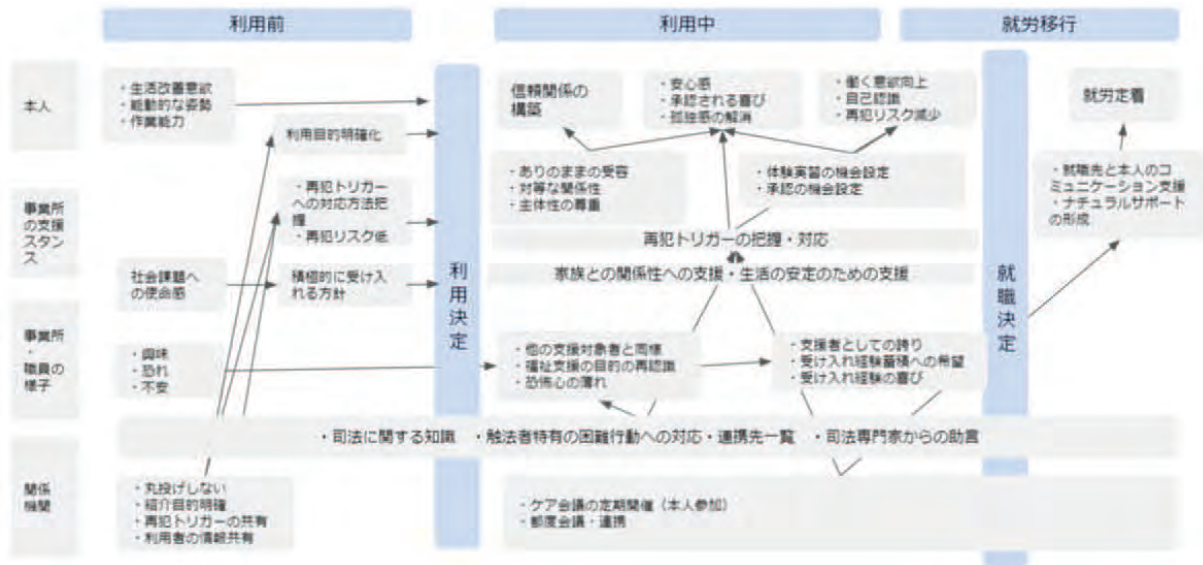 利用前
利用中
就労移行
本人
・生活改善意欲
・能動的な姿勢
・作業能力
利用目的明確化
信頼関係の
構築
・安心感
・承認される喜び
・孤独感の解消
・働く意欲向上
・自己認識
・再犯リスク減少
就労定着
事業所
の支援
スタン
ス
・再犯トリガー
への対応方法把
握
・再犯リスク低
・ありのままの受容
・対等な関係性
・主体性の尊重
・体験実習の機会設定
・承認の機会設定
・就職先と本人のコ
ミュニケーション支援
・ナチュラルサポート
の形成
再犯トリガーの把握・対応
家族との関係性への支援・生活の安定のための支援
社会課題へ
の使命感
積極的に受け入
れる方針
利用決定
就職決定
事業所
・
職員の
様子
・興味
・恐れ
・不安
・他の支援対象者と同様
・福祉支援の目的の再認識
・恐怖心の薄れ
・支援者としての誇り
・受け入れ経験蓄積への希望
・受け入れ経験の喜び
・司法に関する知識 ・触法者特有の困難行動への対応・連携先一覧 ・司法専門家からの助言
関係
機関
・丸投げしない
・紹介目的明確
・再犯トリガーの共有
・利用者の情報共有
・ケア会議の定期開催（本人参加）
・都度会議・連携